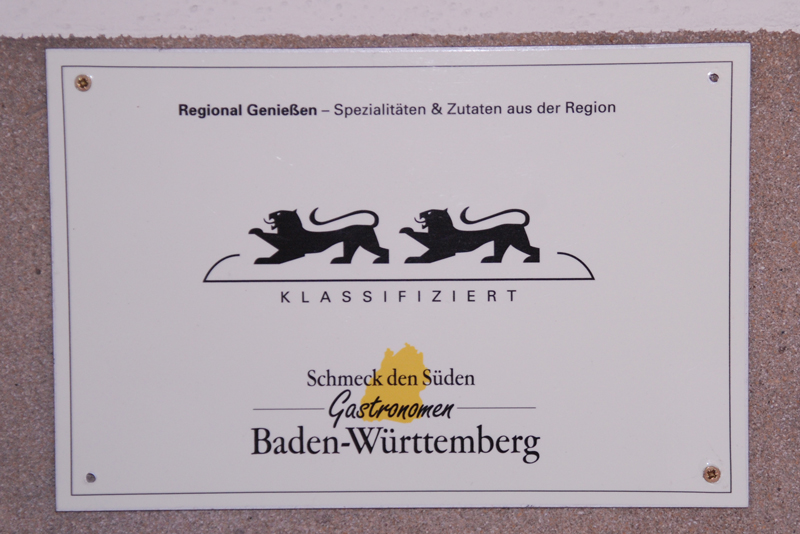 Regional Genießen – Spezialitäten & Zutaten aus der Region
KLASSIFIZIERT
Schmeck den Süden
Gastronomen
Baden-Württemberg